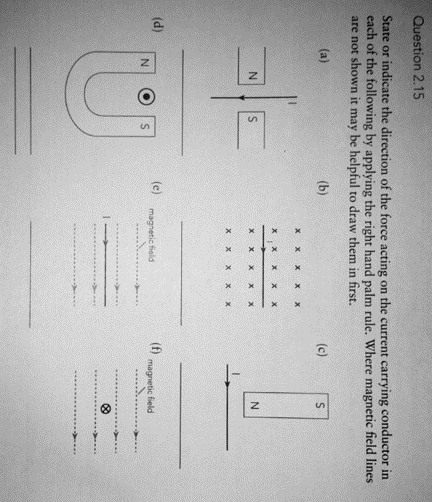 Question 2.15
State or indicate the direction of the force acting on the current carrying conductor in
each of the following by applying the right hand palm rule. Where magnetic field lines
are not shown it may be helpful to draw them in first.
(a) (b) (c)
I
N S
x x x x x
x x x x x
I
x x x x x
x x x x x
S
N
I
(d) (e) magnetic field (f) magnetic field
N S
I